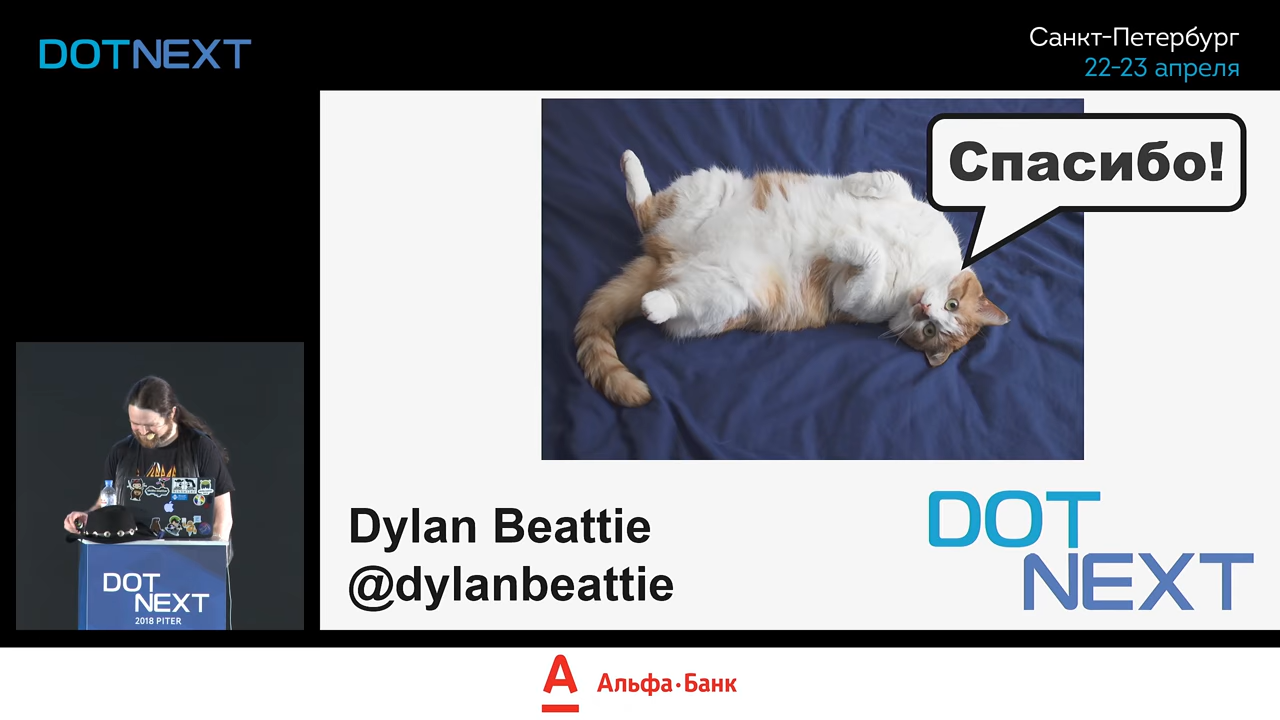 DOTNEXT
Санкт-Петербург
22-23 апреля
Спасибо!
Dylan Beattie
@dylanbeattie
DOT
NEXT
DOT
NEXT
2018 PITER
А
Альфа·Банк